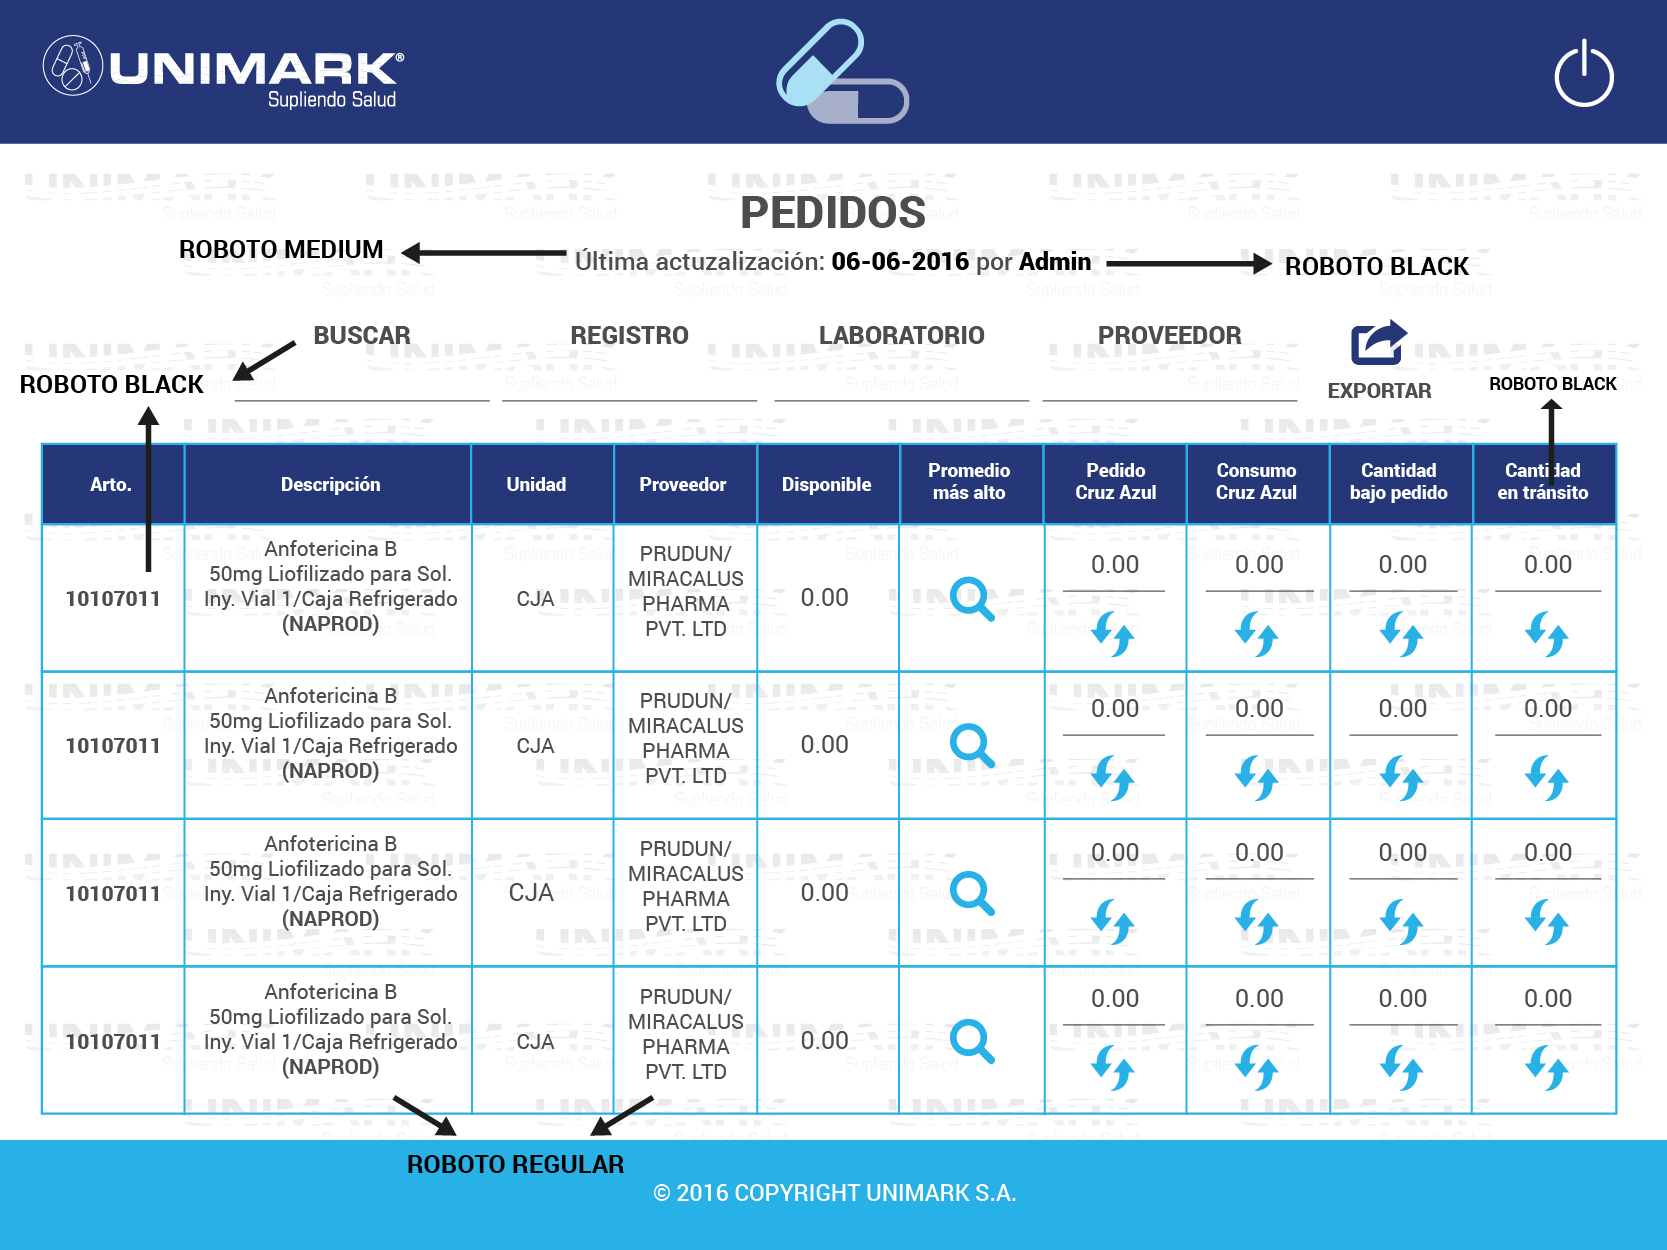 UNIMARK®
Supliendo Salud
PEDIDOS
ROBOTO MEDIUM
Última actuzalización: 06-06-2016 por Admin
ROBOTO BLACK
BUSCAR
REGISTRO
LABORATORIO
PROVEEDOR
EXPORTAR
ROBOTO BLACK
ROBOTO BLACK
Arto.
Descripción
Unidad
Proveedor
Disponible
Promedio
más alto
Pedido
Cruz Azul
Consumo
Cruz Azul
Cantidad
bajo pedido
Cantidad
en tránsito
10107011
Anfotericina B
50mg Liofilizado para Sol.
Iny. Vial 1/Caja Refrigerado
(NAPROD)
CJA
PRUDUN/
MIRACALUS
PHARMA
PVT. LTD
0.00
0.00
0.00
0.00
0.00
10107011
Anfotericina B
50mg Liofilizado para Sol.
Iny. Vial 1/Caja Refrigerado
(NAPROD)
CJA
PRUDUN/
MIRACALUS
PHARMA
PVT. LTD
0.00
0.00
0.00
0.00
0.00
10107011
Anfotericina B
50mg Liofilizado para Sol.
Iny. Vial 1/Caja Refrigerado
(NAPROD)
CJA
PRUDUN/
MIRACALUS
PHARMA
PVT. LTD
0.00
0.00
0.00
0.00
0.00
10107011
Anfotericina B
50mg Liofilizado para Sol.
Iny. Vial 1/Caja Refrigerado
(NAPROD)
CJA
PRUDUN/
MIRACALUS
PHARMA
PVT. LTD
0.00
0.00
0.00
0.00
0.00
ROBOTO REGULAR
© 2016 COPYRIGHT UNIMARK S.A.